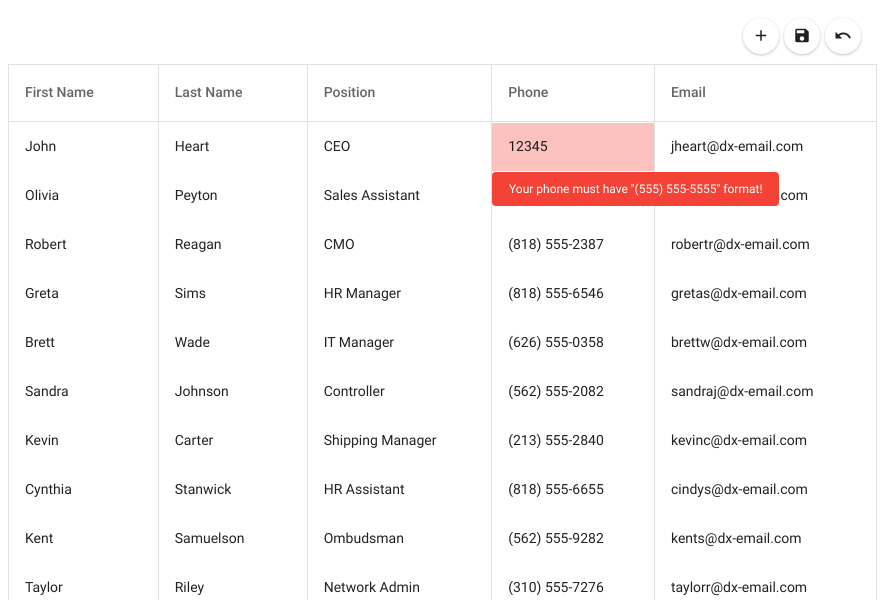 First Name Last Name Position Phone Email
John Heart CEO 12345 jheart@dx-email.com
Your phone must have "(555) 555-5555" format!
Olivia Peyton Sales Assistant com
Robert Reagan CMO (818) 555-2387 robertr@dx-email.com
Greta Sims HR Manager (818) 555-6546 gretas@dx-email.com
Brett Wade IT Manager (626) 555-0358 brettw@dx-email.com
Sandra Johnson Controller (562) 555-2082 sandraj@dx-email.com
Kevin Carter Shipping Manager (213) 555-2840 kevinc@dx-email.com
Cynthia Stanwick HR Assistant (818) 555-6655 cindys@dx-email.com
Kent Samuelson Ombudsman (562) 555-9282 kents@dx-email.com
Taylor Riley Network Admin (310) 555-7276 taylorr@dx-email.com